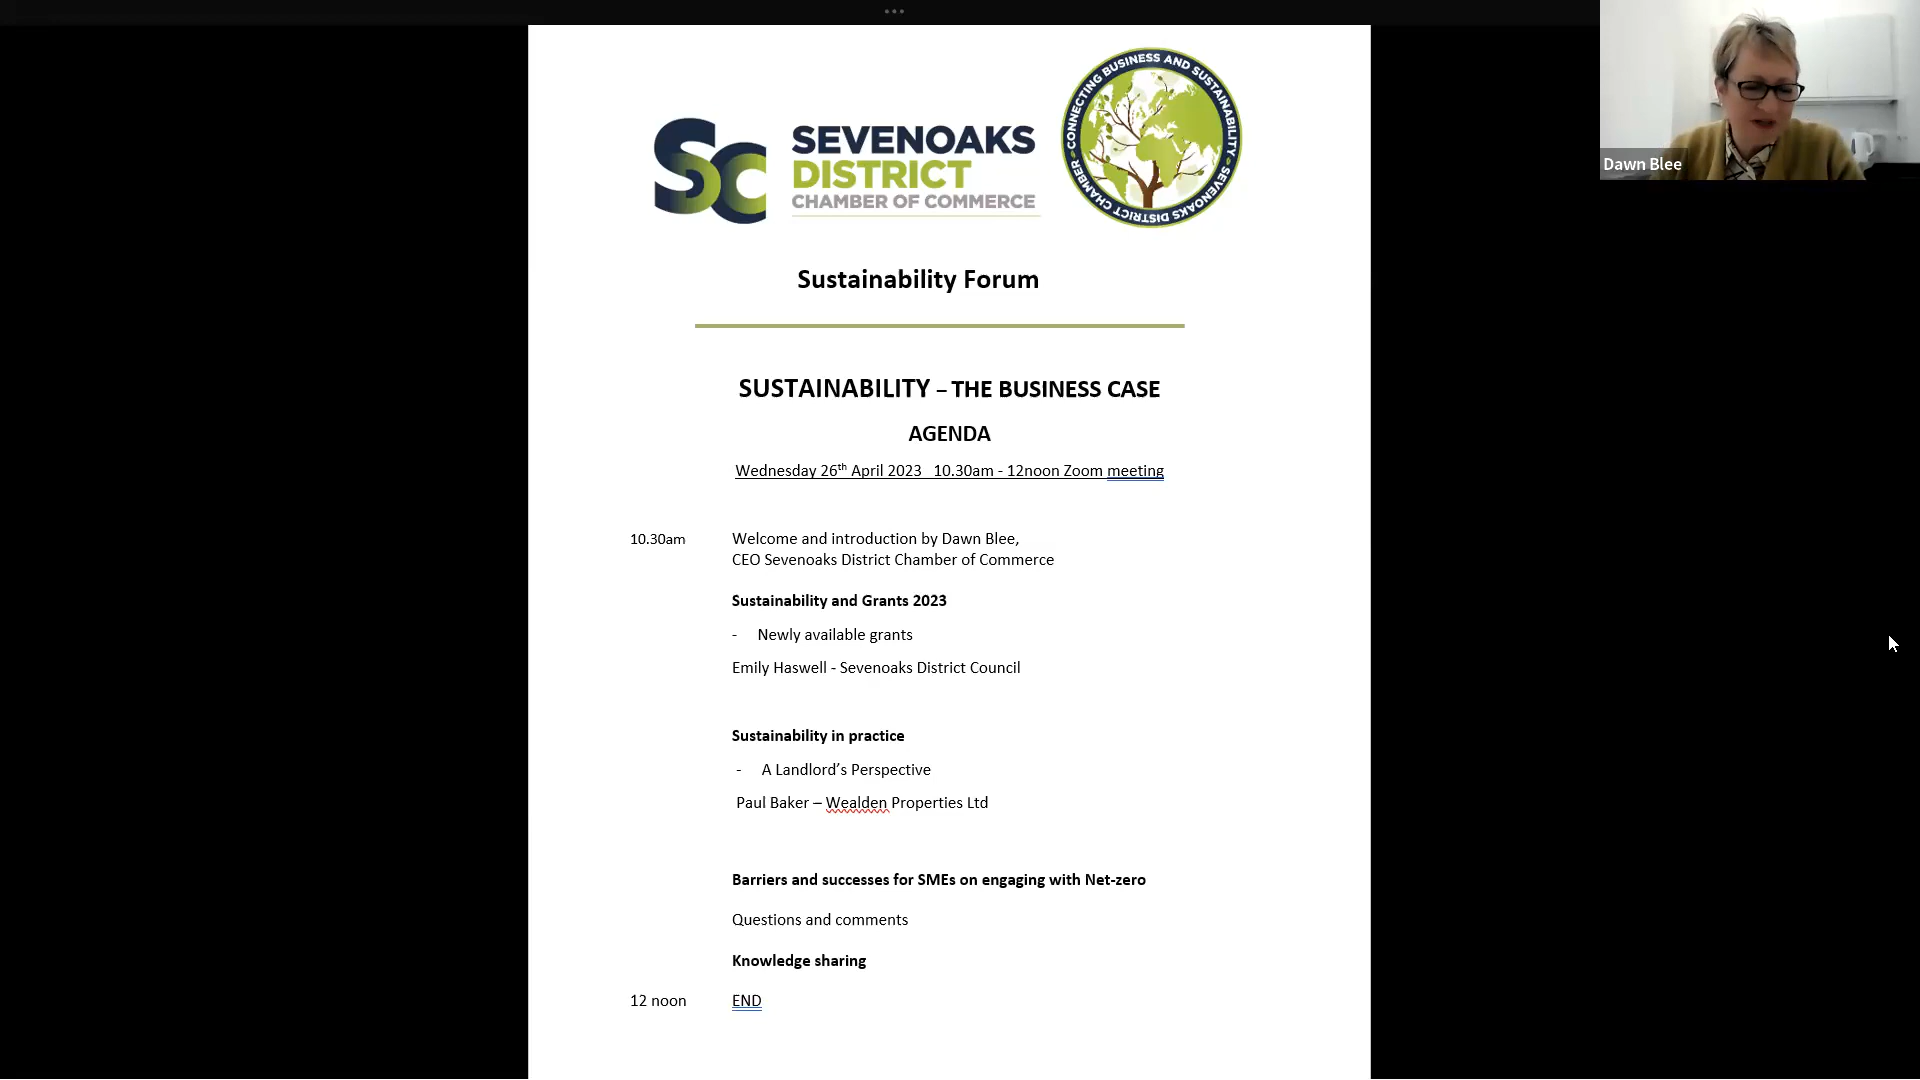 Dawn Blee
Sc
SEVENOAKS
DISTRICT
CHAMBER OF COMMERCE
CONNECTING BUSINESS AND SUSTAINABILITY
SEVENOAKS DISTRICT CHAMBER
Sustainability Forum
SUSTAINABILITY – THE BUSINESS CASE
AGENDA
Wednesday 26th April 2023 10.30am - 12noon Zoom meeting
10.30am Welcome and introduction by Dawn Blee,
CEO Sevenoaks District Chamber of Commerce
Sustainability and Grants 2023
- Newly available grants
Emily Haswell - Sevenoaks District Council
Sustainability in practice
- A Landlord’s Perspective
Paul Baker – Wealden Properties Ltd
Barriers and successes for SMEs on engaging with Net-zero
Questions and comments
Knowledge sharing
12 noon END